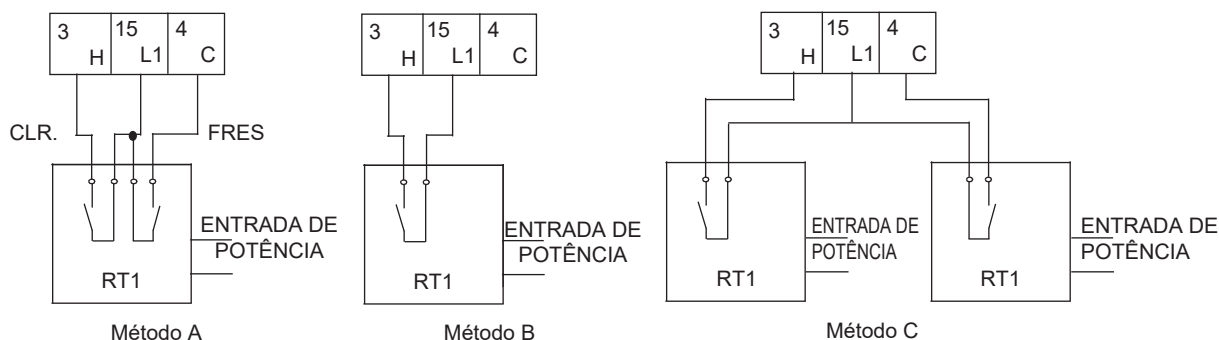 3 15 4
H L1 C
CLR. FRES
ENTRADA DE
POTÊNCIA
RT1
Método A
3 15 4
H L1 C
ENTRADA DE
POTÊNCIA
RT1
Método B
3 15 4
H L1 C
ENTRADA DE
POTÊNCIA
RT1
ENTRADA DE
POTÊNCIA
RT1
Método C